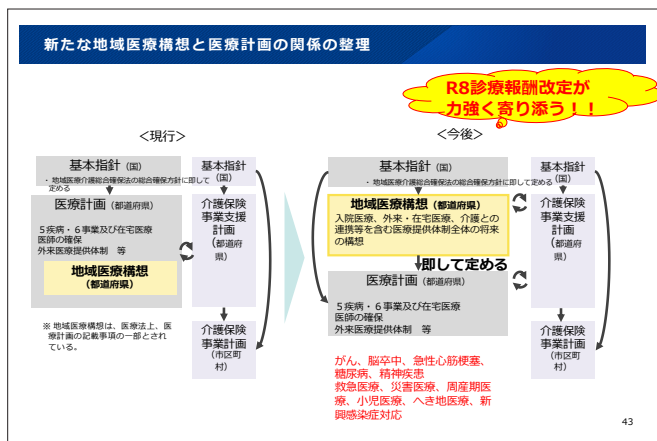 新たな地域医療構想と医療計画の関係の整理
R8診療報酬改定が
力強く寄り添う！！
＜現行＞
基本指針（国）
・ 地域医療介護総合確保法の総合確保方針に即して
定める
医療計画（都道府県）
５疾病・６事業及び在宅医療
医師の確保
外来医療提供体制　等
地域医療構想
（都道府県）
※ 地域医療構想は、医療法上、医
療計画の記載事項の一部とされ
ている。
基本指針
（国）
介護保険
事業支援
計画
（都道府
県）
介護保険
事業計画
（市区町
村）
＜今後＞
基本指針（国）
・地域医療介護総合確保法の総合確保方針に即して定める
地域医療構想（都道府県）
入院医療、外来・在宅医療、介護との
連携等を含む医療提供体制全体の将来
の構想
即して定める
医療計画（都道府県）
５疾病・６事業及び在宅医療
医師の確保
外来医療提供体制　等
がん、脳卒中、急性心筋梗塞、
糖尿病、精神疾患
救急医療、災害医療、周産期医
療、小児医療、へき地医療、新
興感染症対応
基本指針
（国）
介護保険
事業支援
計画
（都道府
県）
介護保険
事業計画
（市区町
村）
43